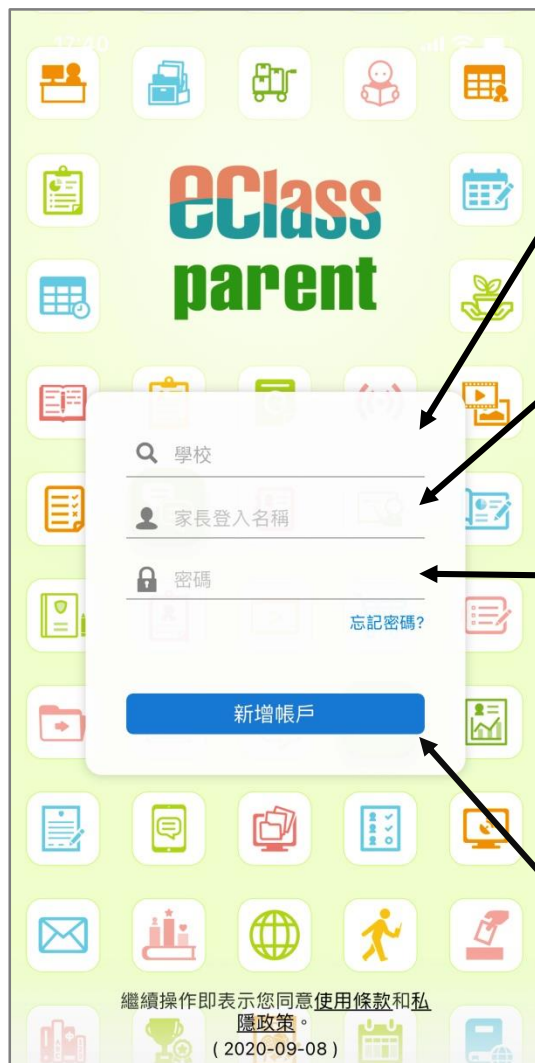 17:40
eClass
parent
學校
家長登入名稱
密碼
忘記密碼?
新增帳戶
繼續操作即表示您同意使用條款和私
隱政策。
( 2020-09-08 )